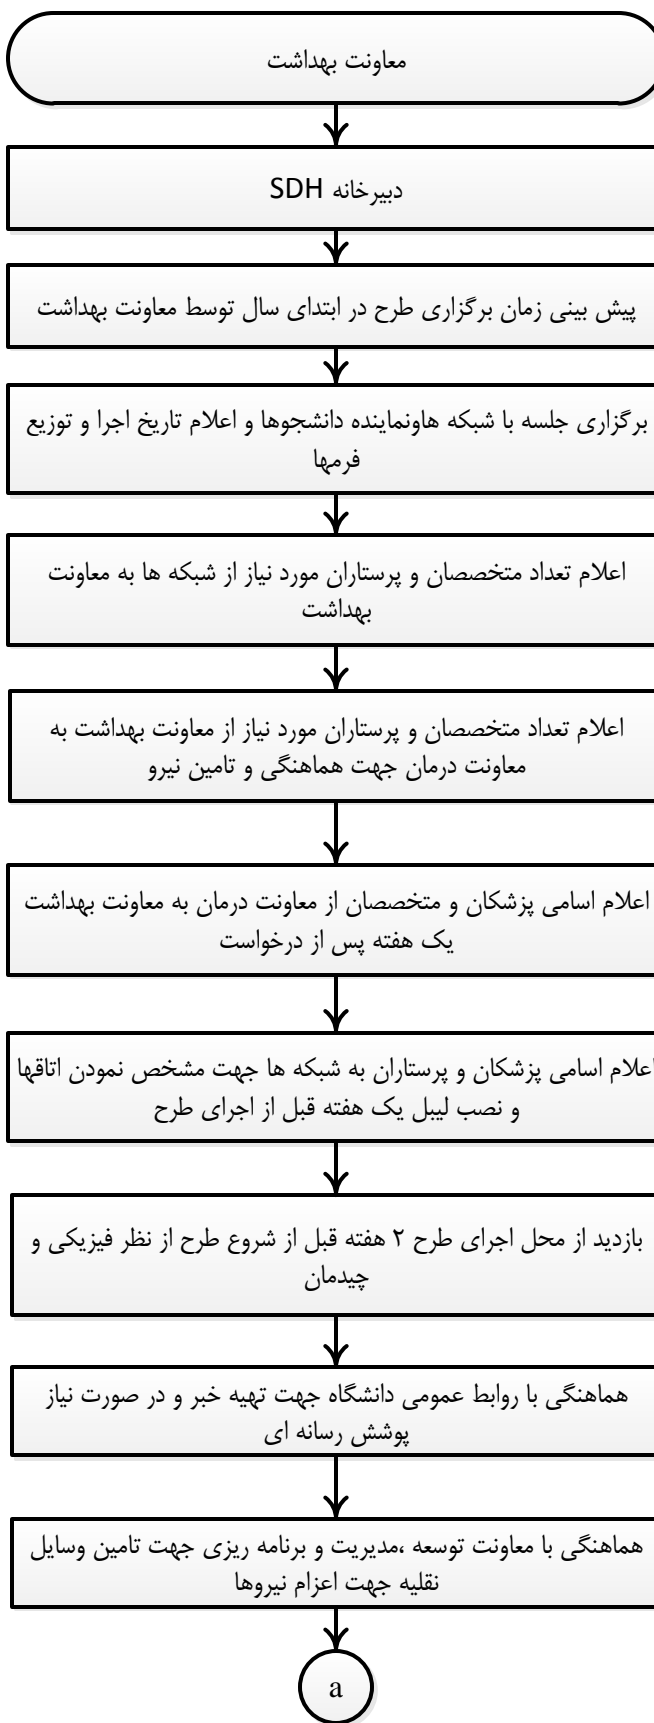 معاونت بهداشت
دبیرخانه SDH
پیش بینی زمان برگزاری طرح در ابتدای سال توسط معاونت بهداشت
برگزاری جلسه با شبکه هاونماینده دانشجوها و اعلام تاریخ اجرا و توزیع
فرمها
اعلام تعداد متخصصان و پرستاران مورد نیاز از شبکه ها به معاونت
بهداشت
اعلام تعداد متخصصان و پرستاران مورد نیاز از معاونت بهداشت به
معاونت درمان جهت هماهنگی و تامین نیرو
اعلام اسامی پزشکان و متخصصان از معاونت درمان به معاونت بهداشت
یک هفته پس از درخواست
اعلام اسامی پزشکان و پرستاران به شبکه ها جهت مشخص نمودن اتاقها
و نصب لیبل یک هفته قبل از اجرای طرح
بازدید از محل اجرای طرح ۲ هفته قبل از شروع طرح از نظر فیزیکی و
چیدمان
هماهنگی با روابط عمومی دانشگاه جهت تهیه خبر و در صورت نیاز
پوشش رسانه ای
هماهنگی با معاونت توسعه ،مدیریت و برنامه ریزی جهت تامین وسایل
نقلیه جهت اعزام نیروها
a